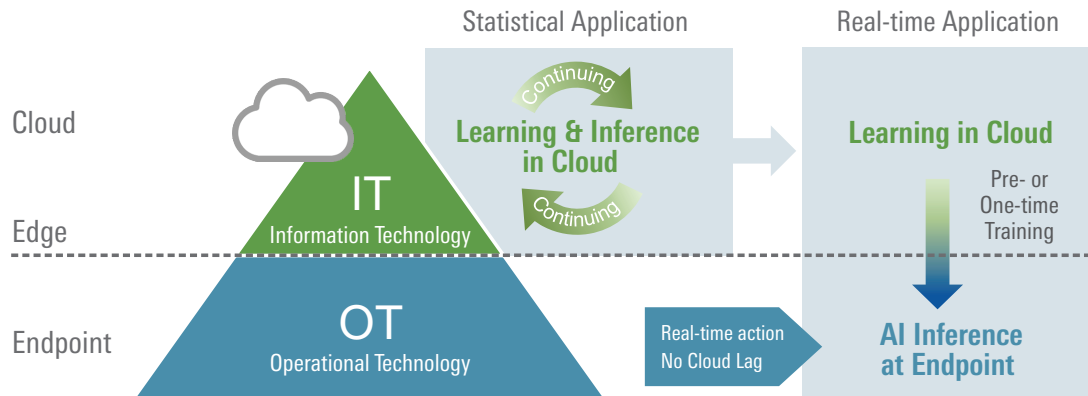 Statistical Application
Real-time Application
Cloud
Edge
Endpoint
IT
Information Technology
OT
Operational Technology
Continuing
Learning & Inference
in Cloud
Continuing
Learning in Cloud
Pre- or
One-time
Training
Real-time action
No Cloud Lag
AI Inference
at Endpoint